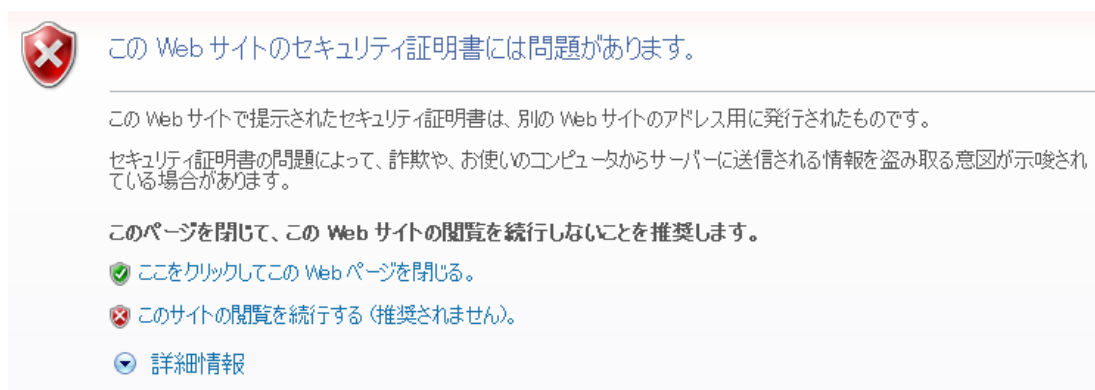 この Web サイトのセキュリティ証明書には問題があります。
この Web サイトで提示されたセキュリティ証明書は、別の Web サイトのアドレス用に発行されたものです。
セキュリティ証明書の問題によって、詐欺や、お使いのコンピュータからサーバーに送信される情報を盗み取る意図が示唆され
ている場合があります。
このページを閉じて、この Web サイトの閲覧を続行しないことを推奨します。
ここをクリックしてこの Web ページを閉じる。
このサイトの閲覧を続行する (推奨されません)。
詳細情報